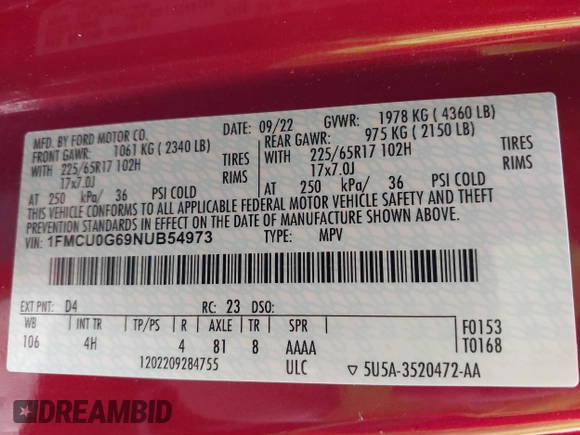 MFD. BY FORD MOTOR CO.
DATE: 09/22
GVWR: 1978 KG ( 4360 LB)
FRONT GAWR: 1061 KG ( 2340 LB)
REAR GAWR: 975 KG ( 2150 LB)
WITH 225/65R17 102H TIRES
WITH 225/65R17 102H TIRES
17x7.0J RIMS
17x7.0J RIMS
AT 250 kPa/ 36 PSI COLD
AT 250 kPa/ 36 PSI COLD
THIS VEHICLE CONFORMS TO ALL APPLICABLE FEDERAL MOTOR VEHICLE SAFETY AND BUMPER STANDARDS AND THEFT
PREVENTION STANDARDS IN EFFECT ON THE DATE OF MANUFACTURE SHOWN ABOVE.
VIN: 1FMCU0G69NUB54973
TYPE: MPV
EXT PNT: D4
RC: 23 DSO:
WB INT TR TP/PS R AXLE TR SPR
F0153
106 4H 4 81 8 AAAA
T0168
1202209284755
ULC
▽ 5U5A-3520472-AA
DREAMBID